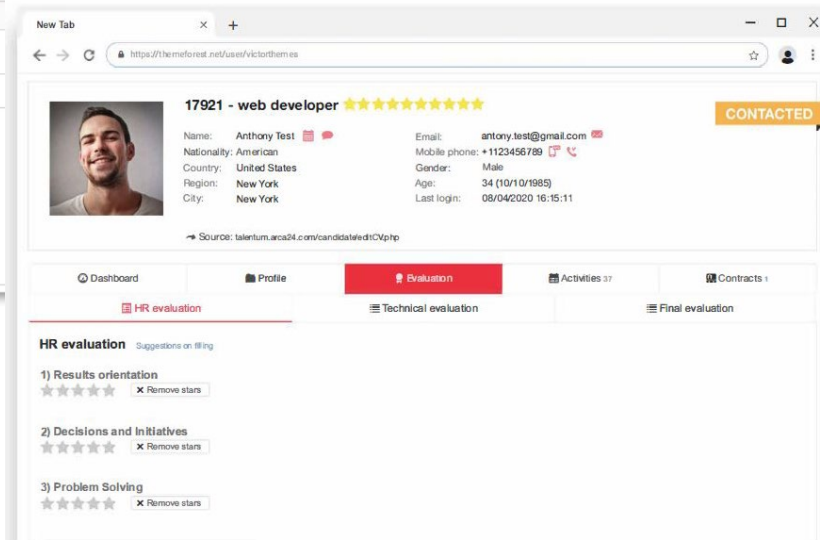 New Tab
https://themeforest.net/user/victorthemes
17921 - web developer
CONTACTED
Name: Anthony Test Email: antony.test@gmail.com
Nationality: American Mobile phone: +1123456789
Country: United States Gender: Male
Region: New York Age: 34 (10/10/1985)
City: New York Last login: 08/04/2020 16:15:11
Source: talentum.arca24.com/candidate/editCV.php
Dashboard Profile Evaluation Activities 37 Contracts 1
HR evaluation Technical evaluation Final evaluation
HR evaluation Suggestions on filling
1) Results orientation
Remove stars
2) Decisions and Initiatives
Remove stars
3) Problem Solving
Remove stars